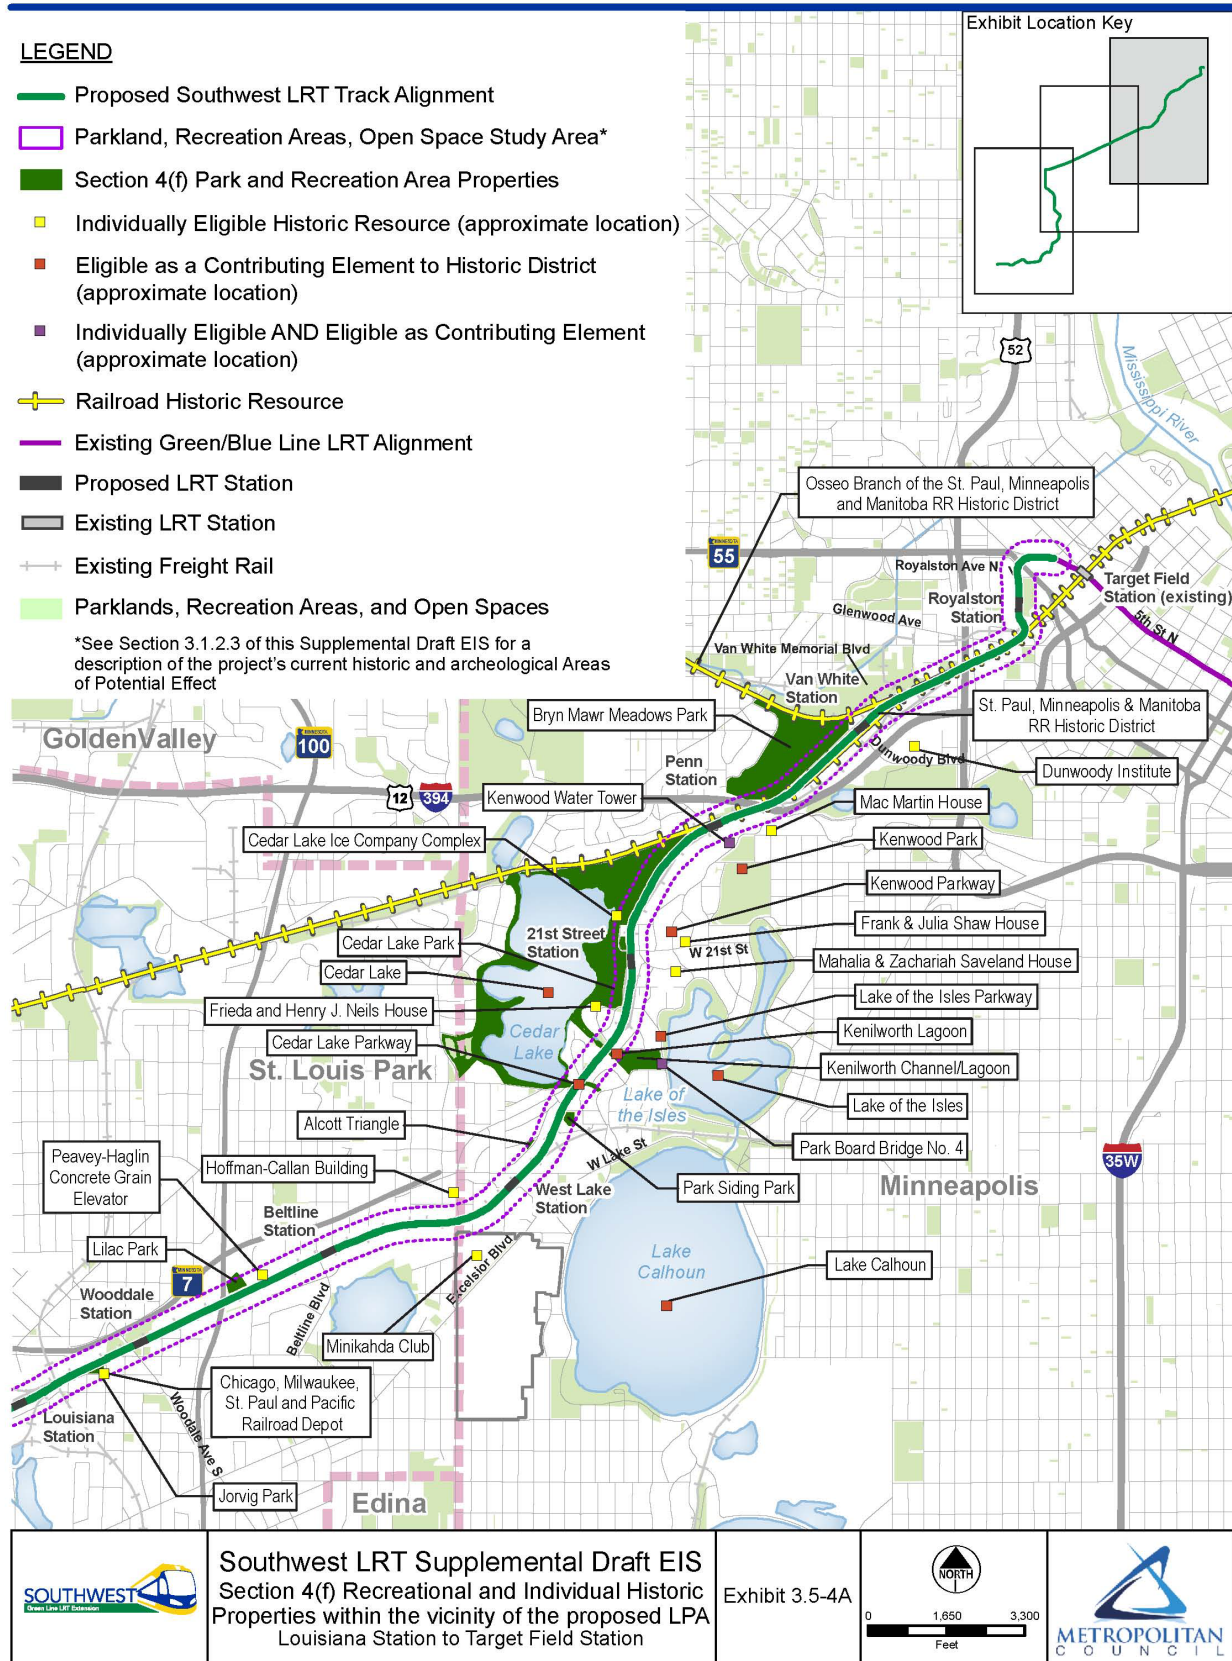 Exhibit Location Key
LEGEND
Proposed Southwest LRT Track Alignment
Parkland, Recreation Areas, Open Space Study Area*
Section 4(f) Park and Recreation Area Properties
Individually Eligible Historic Resource (approximate location)
Eligible as a Contributing Element to Historic District
(approximate location)
Individually Eligible AND Eligible as Contributing Element
(approximate location)
Railroad Historic Resource
Existing Green/Blue Line LRT Alignment
Proposed LRT Station
Existing LRT Station
Existing Freight Rail
Parklands, Recreation Areas, and Open Spaces
*See Section 3.1.2.3 of this Supplemental Draft EIS for a
description of the project's current historic and archeological Areas
of Potential Effect
52
Mississippi River
Osseo Branch of the St. Paul, Minneapolis
and Manitoba RR Historic District
MINNESOTA
55
Royalston Ave N
Target Field
Station (existing)
Royalston
Station
Glenwood Ave
5th St N
Van White Memorial Blvd
Van White
Station
St. Paul, Minneapolis & Manitoba
RR Historic District
Bryn Mawr Meadows Park
Golden Valley
MINNESOTA
100
Dunwoody Blvd
Dunwoody Institute
Penn
Station
12
394
Kenwood Water Tower
Mac Martin House
Cedar Lake Ice Company Complex
Kenwood Park
Kenwood Parkway
Frank & Julia Shaw House
21st Street
Station
Cedar Lake Park
W 21st St
Mahalia & Zachariah Saveland House
Cedar Lake
Lake of the Isles Parkway
Frieda and Henry J. Neils House
Kenilworth Lagoon
Cedar
Lake
Cedar Lake Parkway
St. Louis Park
Kenilworth Channel/Lagoon
Lake of
the Isles
Lake of the Isles
Alcott Triangle
Park Board Bridge No. 4
W Lake St
35W
Peavey-Haglin
Concrete Grain
Elevator
Hoffman-Callan Building
Park Siding Park
Minneapolis
West Lake
Station
Beltline
Station
Lilac Park
Lake
Calhoun
Lake Calhoun
Excelsior Blvd
MINNESOTA
7
Wooddale
Station
Beltline Blvd
Minikahda Club
Chicago, Milwaukee,
St. Paul and Pacific
Railroad Depot
Louisiana
Station
Woodale Ave S
Jorvig Park
Edina
SOUTHWEST
Green Line LRT Extension
Southwest LRT Supplemental Draft EIS
Section 4(f) Recreational and Individual Historic
Properties within the vicinity of the proposed LPA
Louisiana Station to Target Field Station
Exhibit 3.5-4A
NORTH
0 1,650 3,300
Feet
METROPOLITAN
COUNCIL